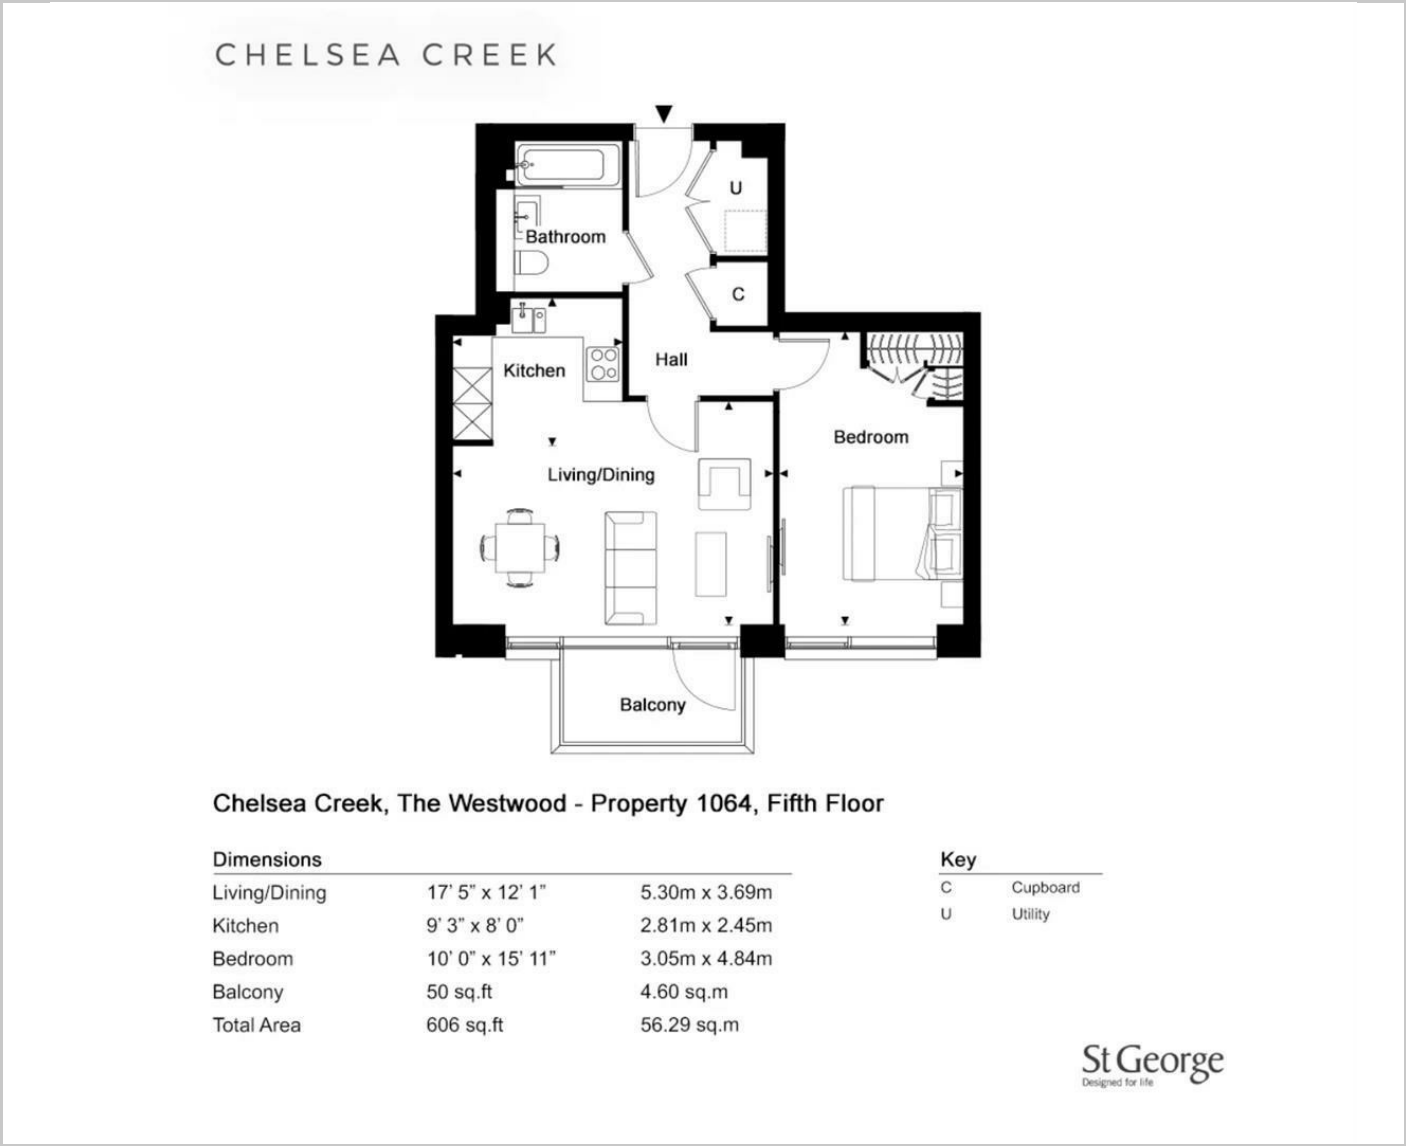 CHELSEA CREEK
U
Bathroom
C
Hall
Kitchen
Bedroom
Living/Dining
Balcony
Chelsea Creek, The Westwood - Property 1064, Fifth Floor
Dimensions
Living/Dining 17’ 5” x 12’ 1” 5.30m x 3.69m
Kitchen 9’ 3” x 8’ 0” 2.81m x 2.45m
Bedroom 10’ 0” x 15’ 11” 3.05m x 4.84m
Balcony 50 sq.ft 4.60 sq.m
Total Area 606 sq.ft 56.29 sq.m
Key
C Cupboard
U Utility
St George
Designed for life